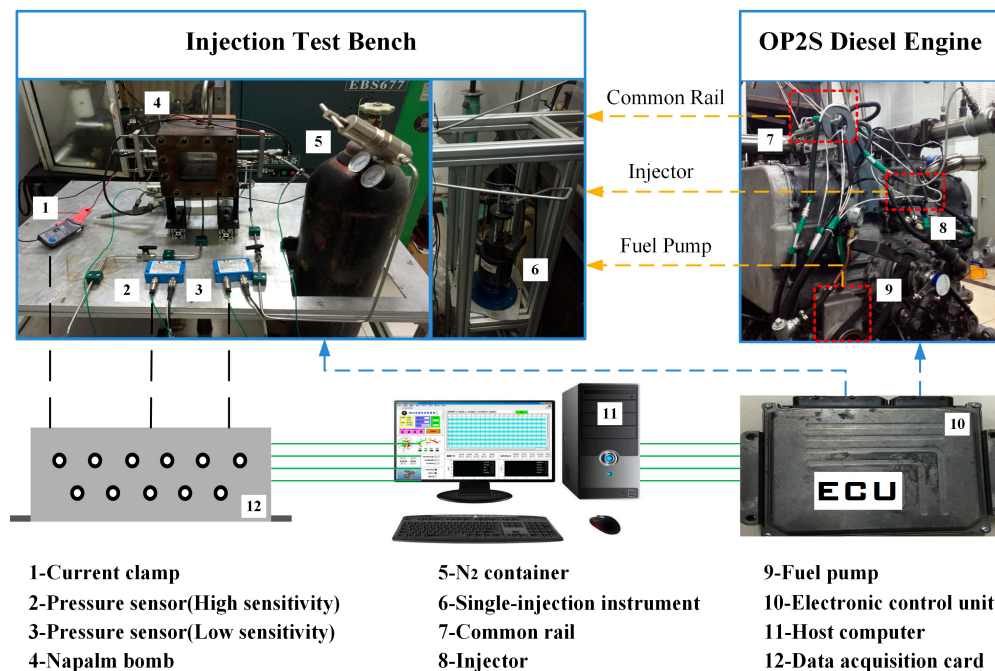 Injection Test Bench
OP2S Diesel Engine
EBS677
4
5
1
2
3
6
Common Rail
Injector
Fuel Pump
7
8
9
11
10
12
ECU
1-Current clamp
2-Pressure sensor(High sensitivity)
3-Pressure sensor(Low sensitivity)
4-Napalm bomb
5-N2 container
6-Single-injection instrument
7-Common rail
8-Injector
9-Fuel pump
10-Electronic control unit
11-Host computer
12-Data acquisition card